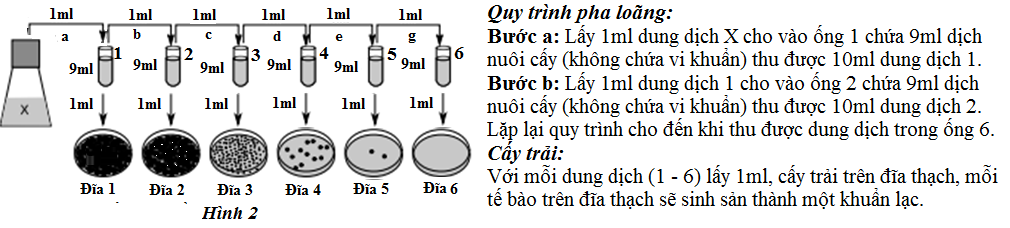 1ml 1ml 1ml 1ml 1ml 1ml
a b c d e g
1 2 3 4 5 6
9ml 9ml 9ml 9ml 9ml 9ml
X
1ml 1ml 1ml 1ml 1ml 1ml
Đĩa 1 Đĩa 2 Đĩa 3 Đĩa 4 Đĩa 5 Đĩa 6
Hình 2
Quy trình pha loãng:
Bước a: Lấy 1ml dung dịch X cho vào ống 1 chứa 9ml dịch
nuôi cấy (không chứa vi khuẩn) thu được 10ml dung dịch 1.
Bước b: Lấy 1ml dung dịch 1 cho vào ống 2 chứa 9ml dịch
nuôi cấy (không chứa vi khuẩn) thu được 10ml dung dịch 2.
Lặp lại quy trình cho đến khi thu được dung dịch trong ống 6.
Cấy trải:
Với mỗi dung dịch (1 - 6) lấy 1ml, cấy trải trên đĩa thạch, mỗi
tế bào trên đĩa thạch sẽ sinh sản thành một khuẩn lạc.